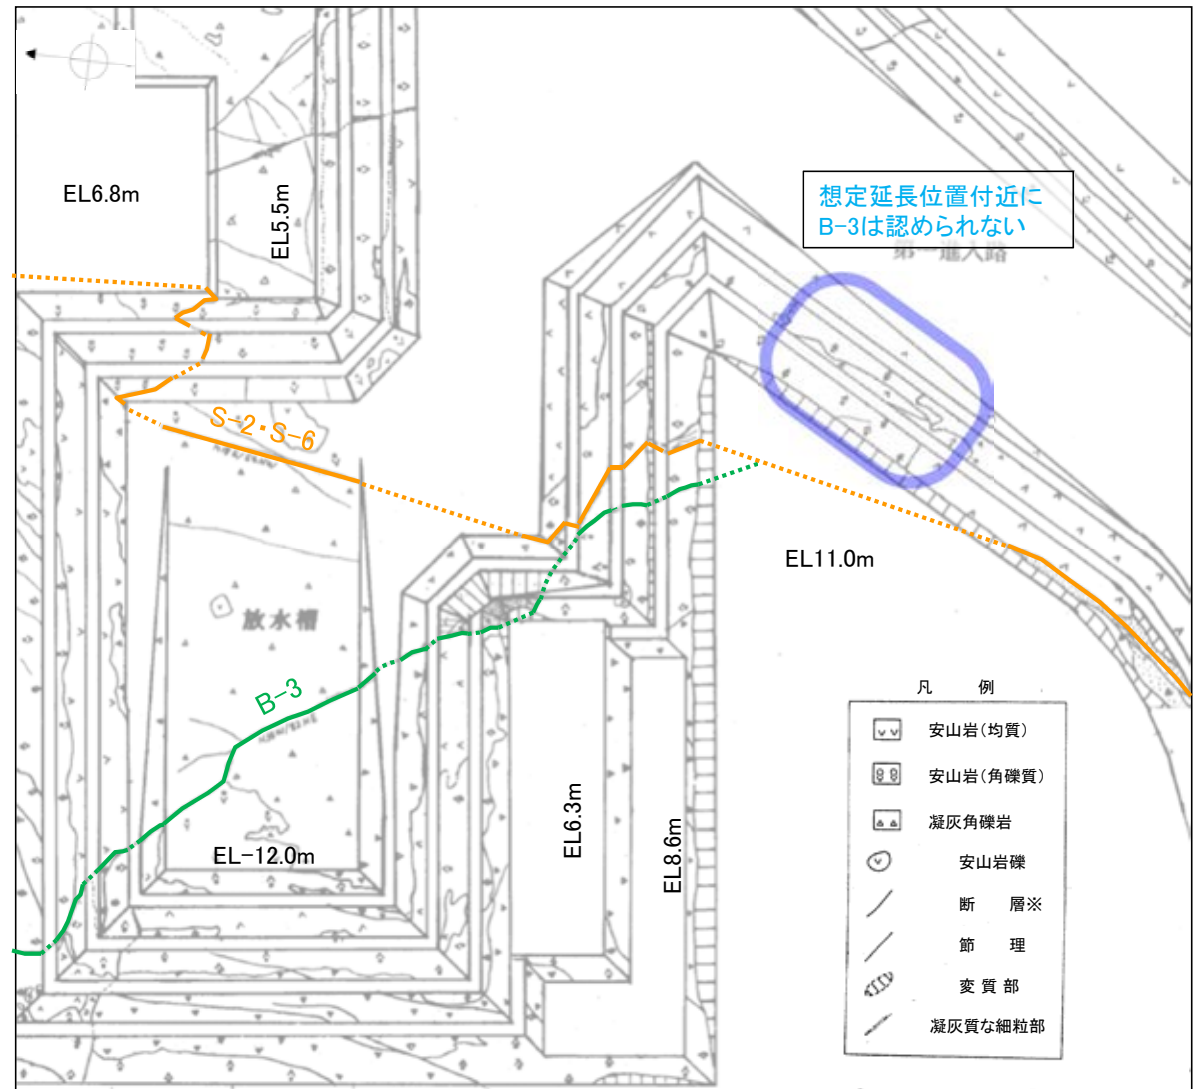 EL6.8m
EL5.5m
想定延長位置付近に
B-3は認められない
第一進入路
S-2・S-6
放水槽
EL11.0m
B-3
EL-12.0m
EL6.3m
EL8.6m
凡 例
安山岩(均質)
安山岩(角礫質)
凝灰角礫岩
安山岩礫
断 層※
節 理
変 質 部
凝灰質な細粒部